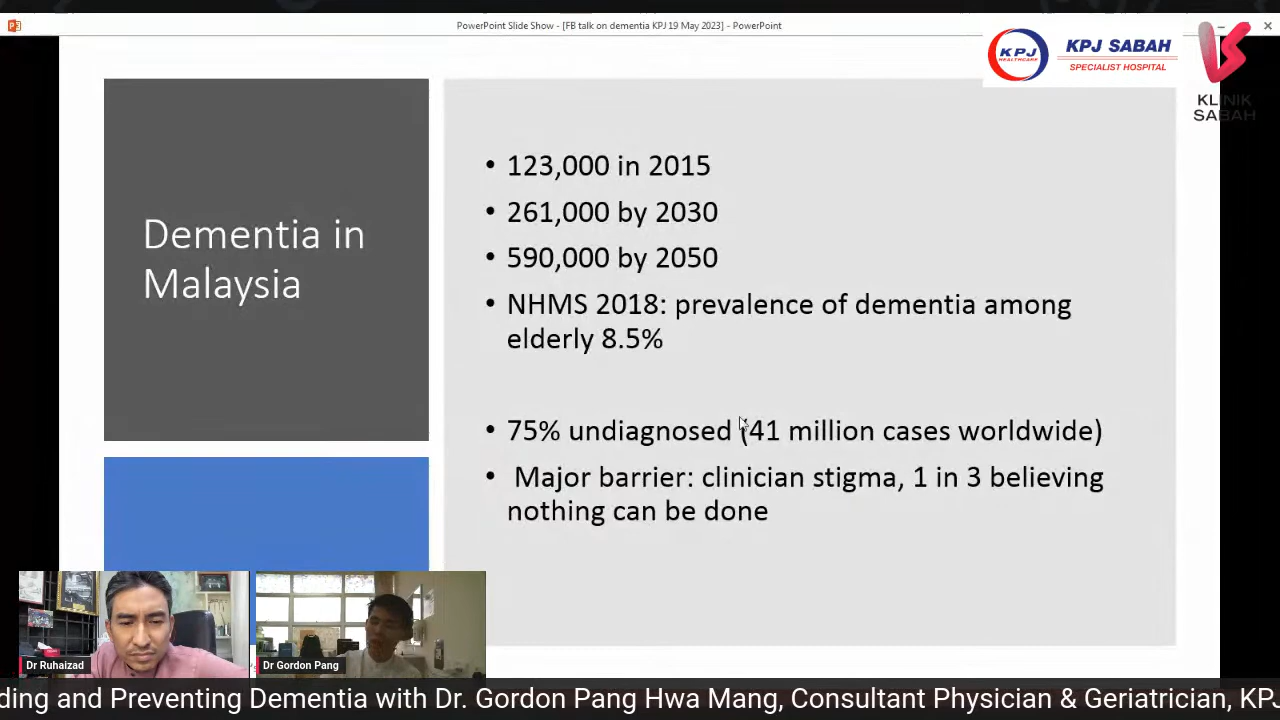 PowerPoint Slide Show - [FB talk on dementia KPJ 19 May 2023] - PowerPoint
KPJ
HEALTHCARE
KPJ SABAH
SPECIALIST HOSPITAL
KLINIK
SABAH
Dementia in
Malaysia
• 123,000 in 2015
• 261,000 by 2030
• 590,000 by 2050
• NHMS 2018: prevalence of dementia among
elderly 8.5%
• 75% undiagnosed (41 million cases worldwide)
• Major barrier: clinician stigma, 1 in 3 believing
nothing can be done
Dr Ruhaizad
Dr Gordon Pang
ding and Preventing Dementia with Dr. Gordon Pang Hwa Mang, Consultant Physician & Geriatrician, KPJ